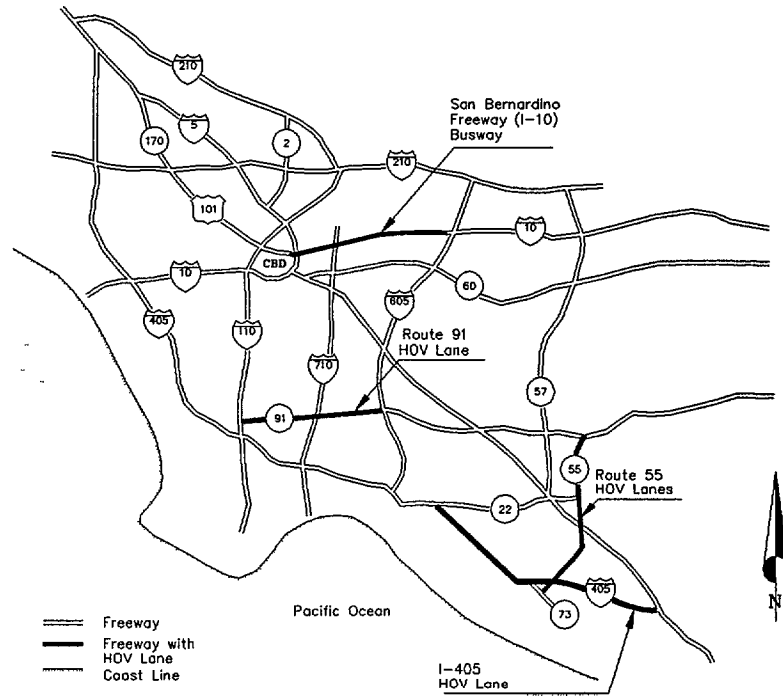 210
5
170
2
San Bernardino
Freeway (I-10)
Busway
210
101
10
CBD
10
60
605
405
110
710
Route 91
HOV Lane
57
91
55
Route 55
HOV Lanes
22
405
73
N
Pacific Ocean
Freeway
Freeway with
HOV Lane
Coast Line
I-405
HOV Lane